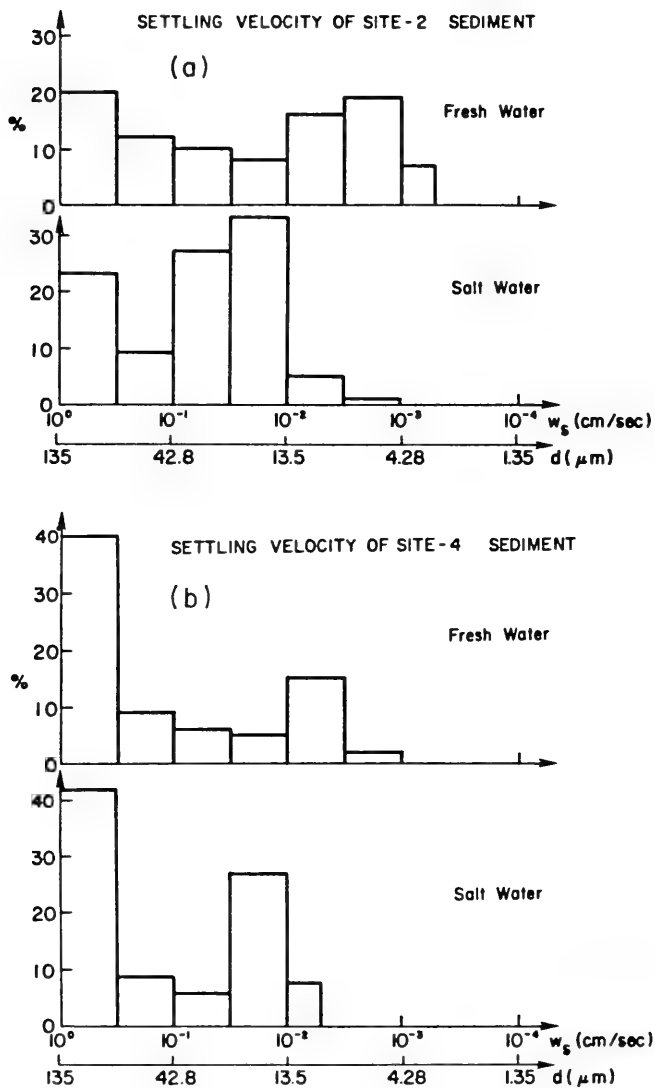 SETTLING VELOCITY OF SITE-2 SEDIMENT
(a)
30
20
%
10
0
Fresh Water
30
20
10
0
Salt Water
10⁰ 10⁻¹ 10⁻² 10⁻³ 10⁻⁴ wₛ (cm/sec)
135 42.8 13.5 4.28 1.35 d(μm)
SETTLING VELOCITY OF SITE-4 SEDIMENT
(b)
40
30
20
%
10
0
Fresh Water
40
30
20
10
0
Salt Water
10⁰ 10⁻¹ 10⁻² 10⁻³ 10⁻⁴ wₛ (cm/sec)
135 42.8 13.5 4.28 1.35 d(μm)